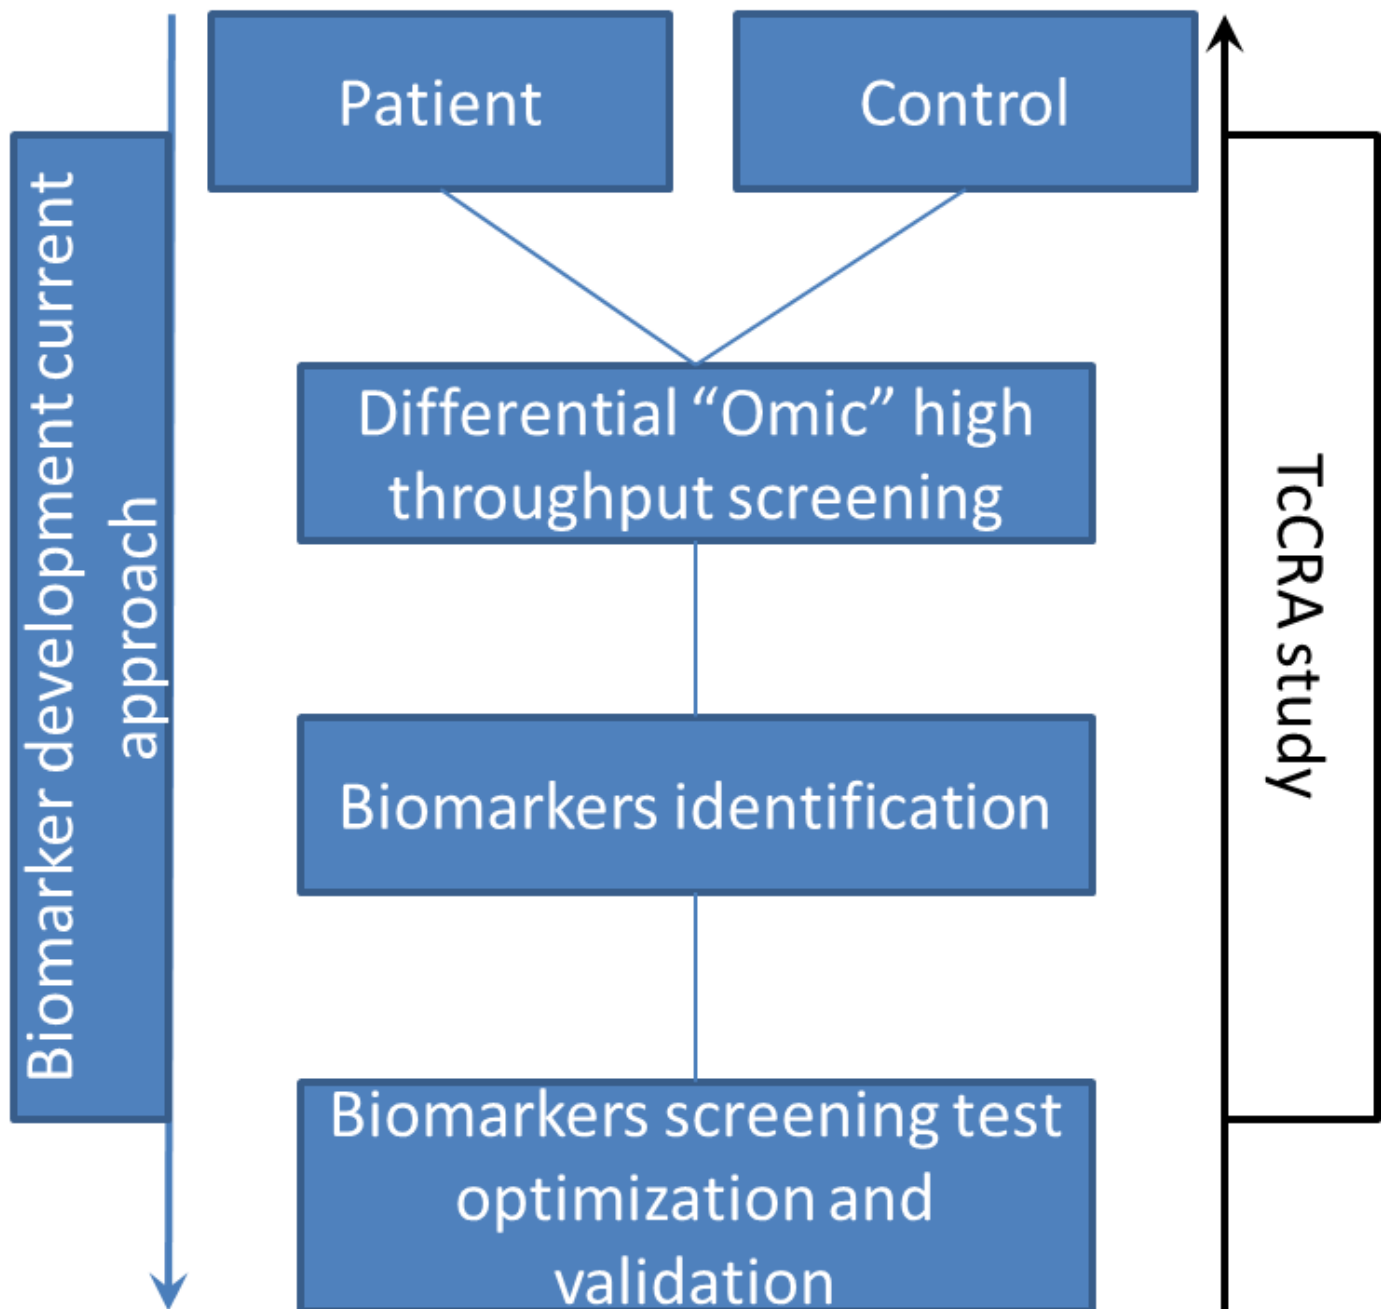 Patient
Control
Biomarker development current
approach
Differential “Omic” high
throughput screening
TcCRA study
Biomarkers identification
Biomarkers screening test
optimization and
validation